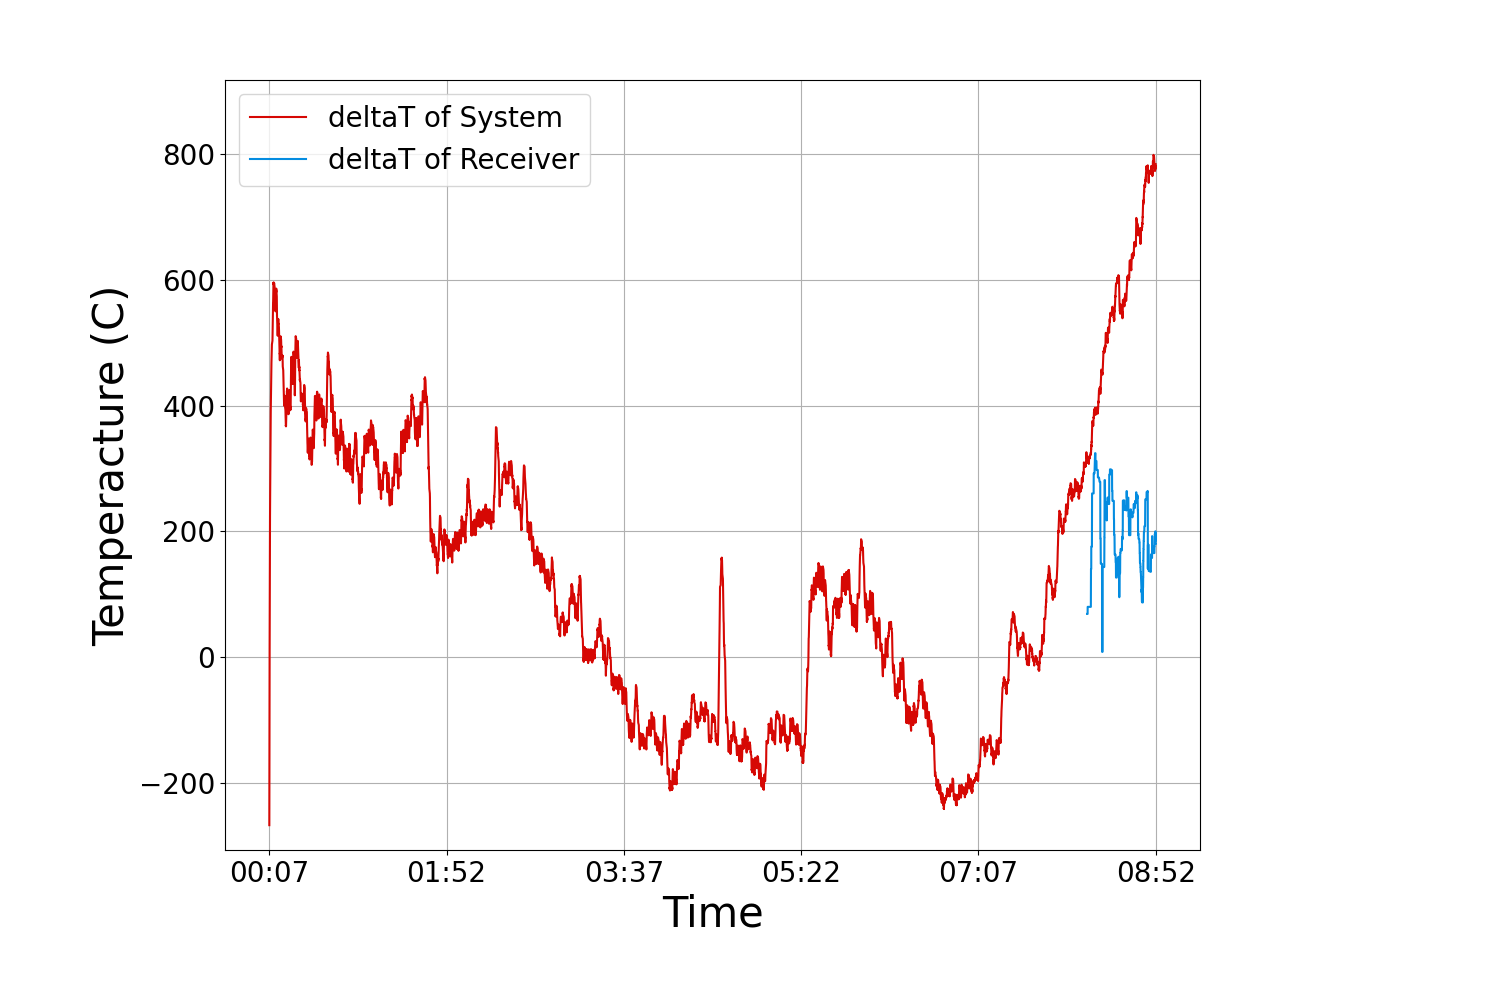 deltaT of System
deltaT of Receiver
800
600
400
200
0
−200
Temperacture (C)
00:07 01:52 03:37 05:22 07:07 08:52
Time